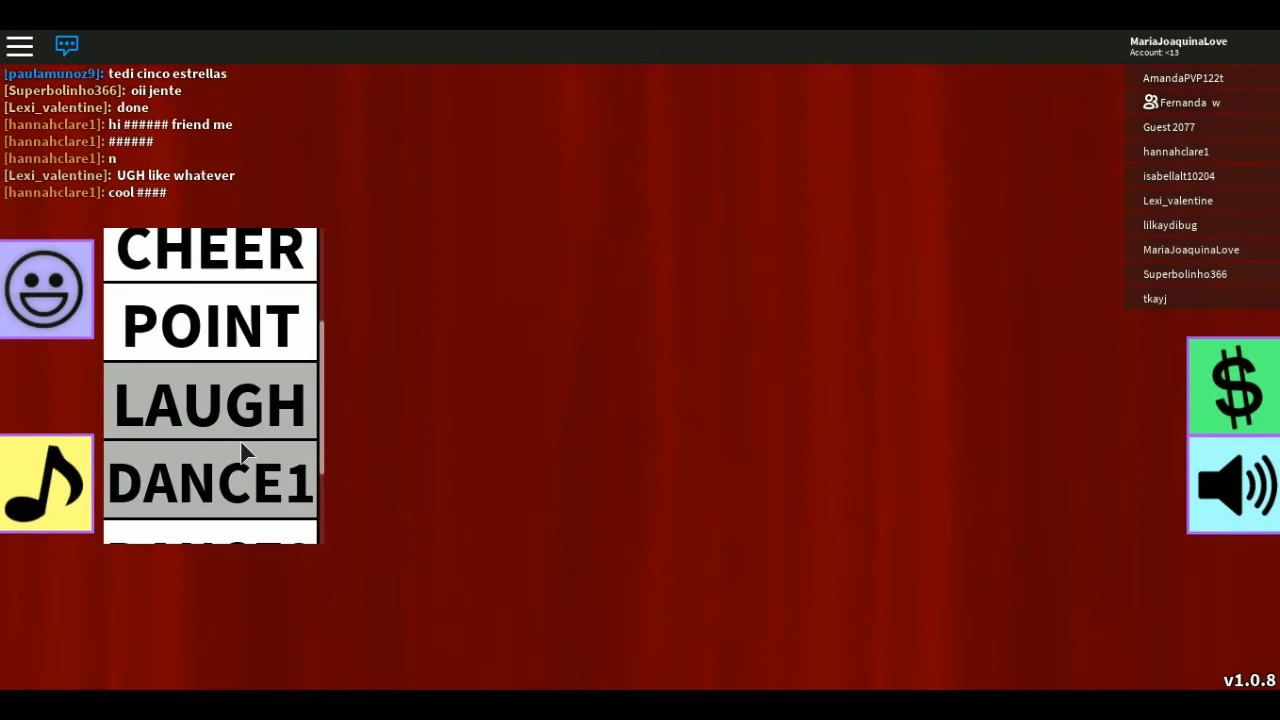 MariaJoaquinaLove
Account: <13
[paulamunoz9]: tedi cinco estrellas
[Superbolinho366]: oii jente
[Lexi_valentine]: done
[hannahclare1]: hi ###### friend me
[hannahclare1]: ######
[hannahclare1]: n
[Lexi_valentine]: UGH like whatever
[hannahclare1]: cool ####
AmandaPVP122t
Fernanda w
Guest 2077
hannahclare1
isabellalt10204
Lexi_valentine
lilkaydibug
MariaJoaquinaLove
Superbolinho366
tkayj
CHEER
POINT
LAUGH
DANCE1
$
v1.0.8